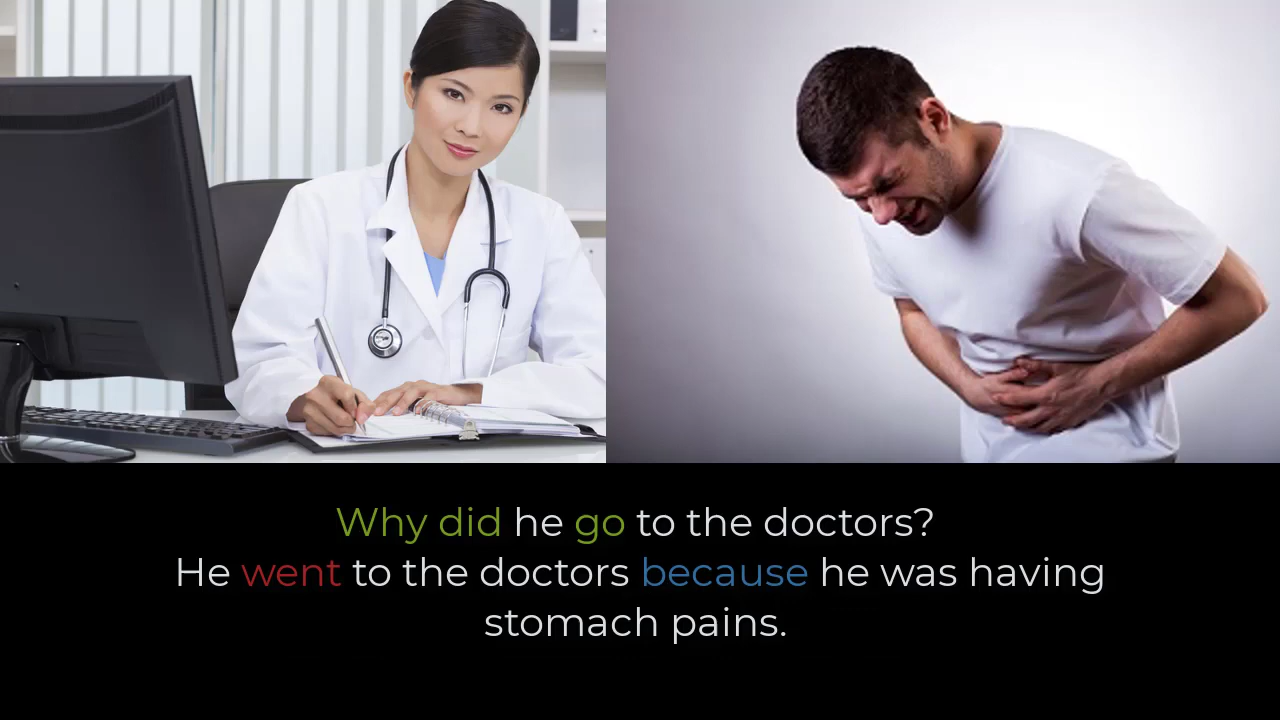 Why did he go to the doctors?
He went to the doctors because he was having
stomach pains.